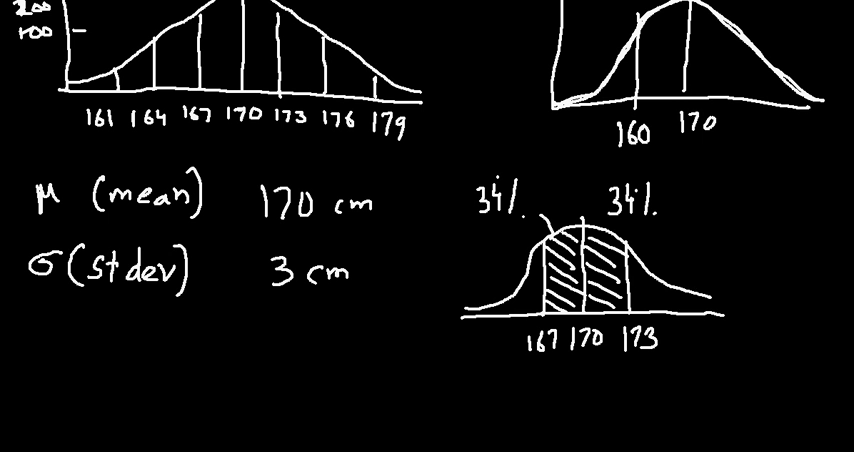 200
100
161 164 167 170 173 176 179
160 170
μ (mean) 170 cm
σ (stdev) 3 cm
34%. 34%.
167 170 173